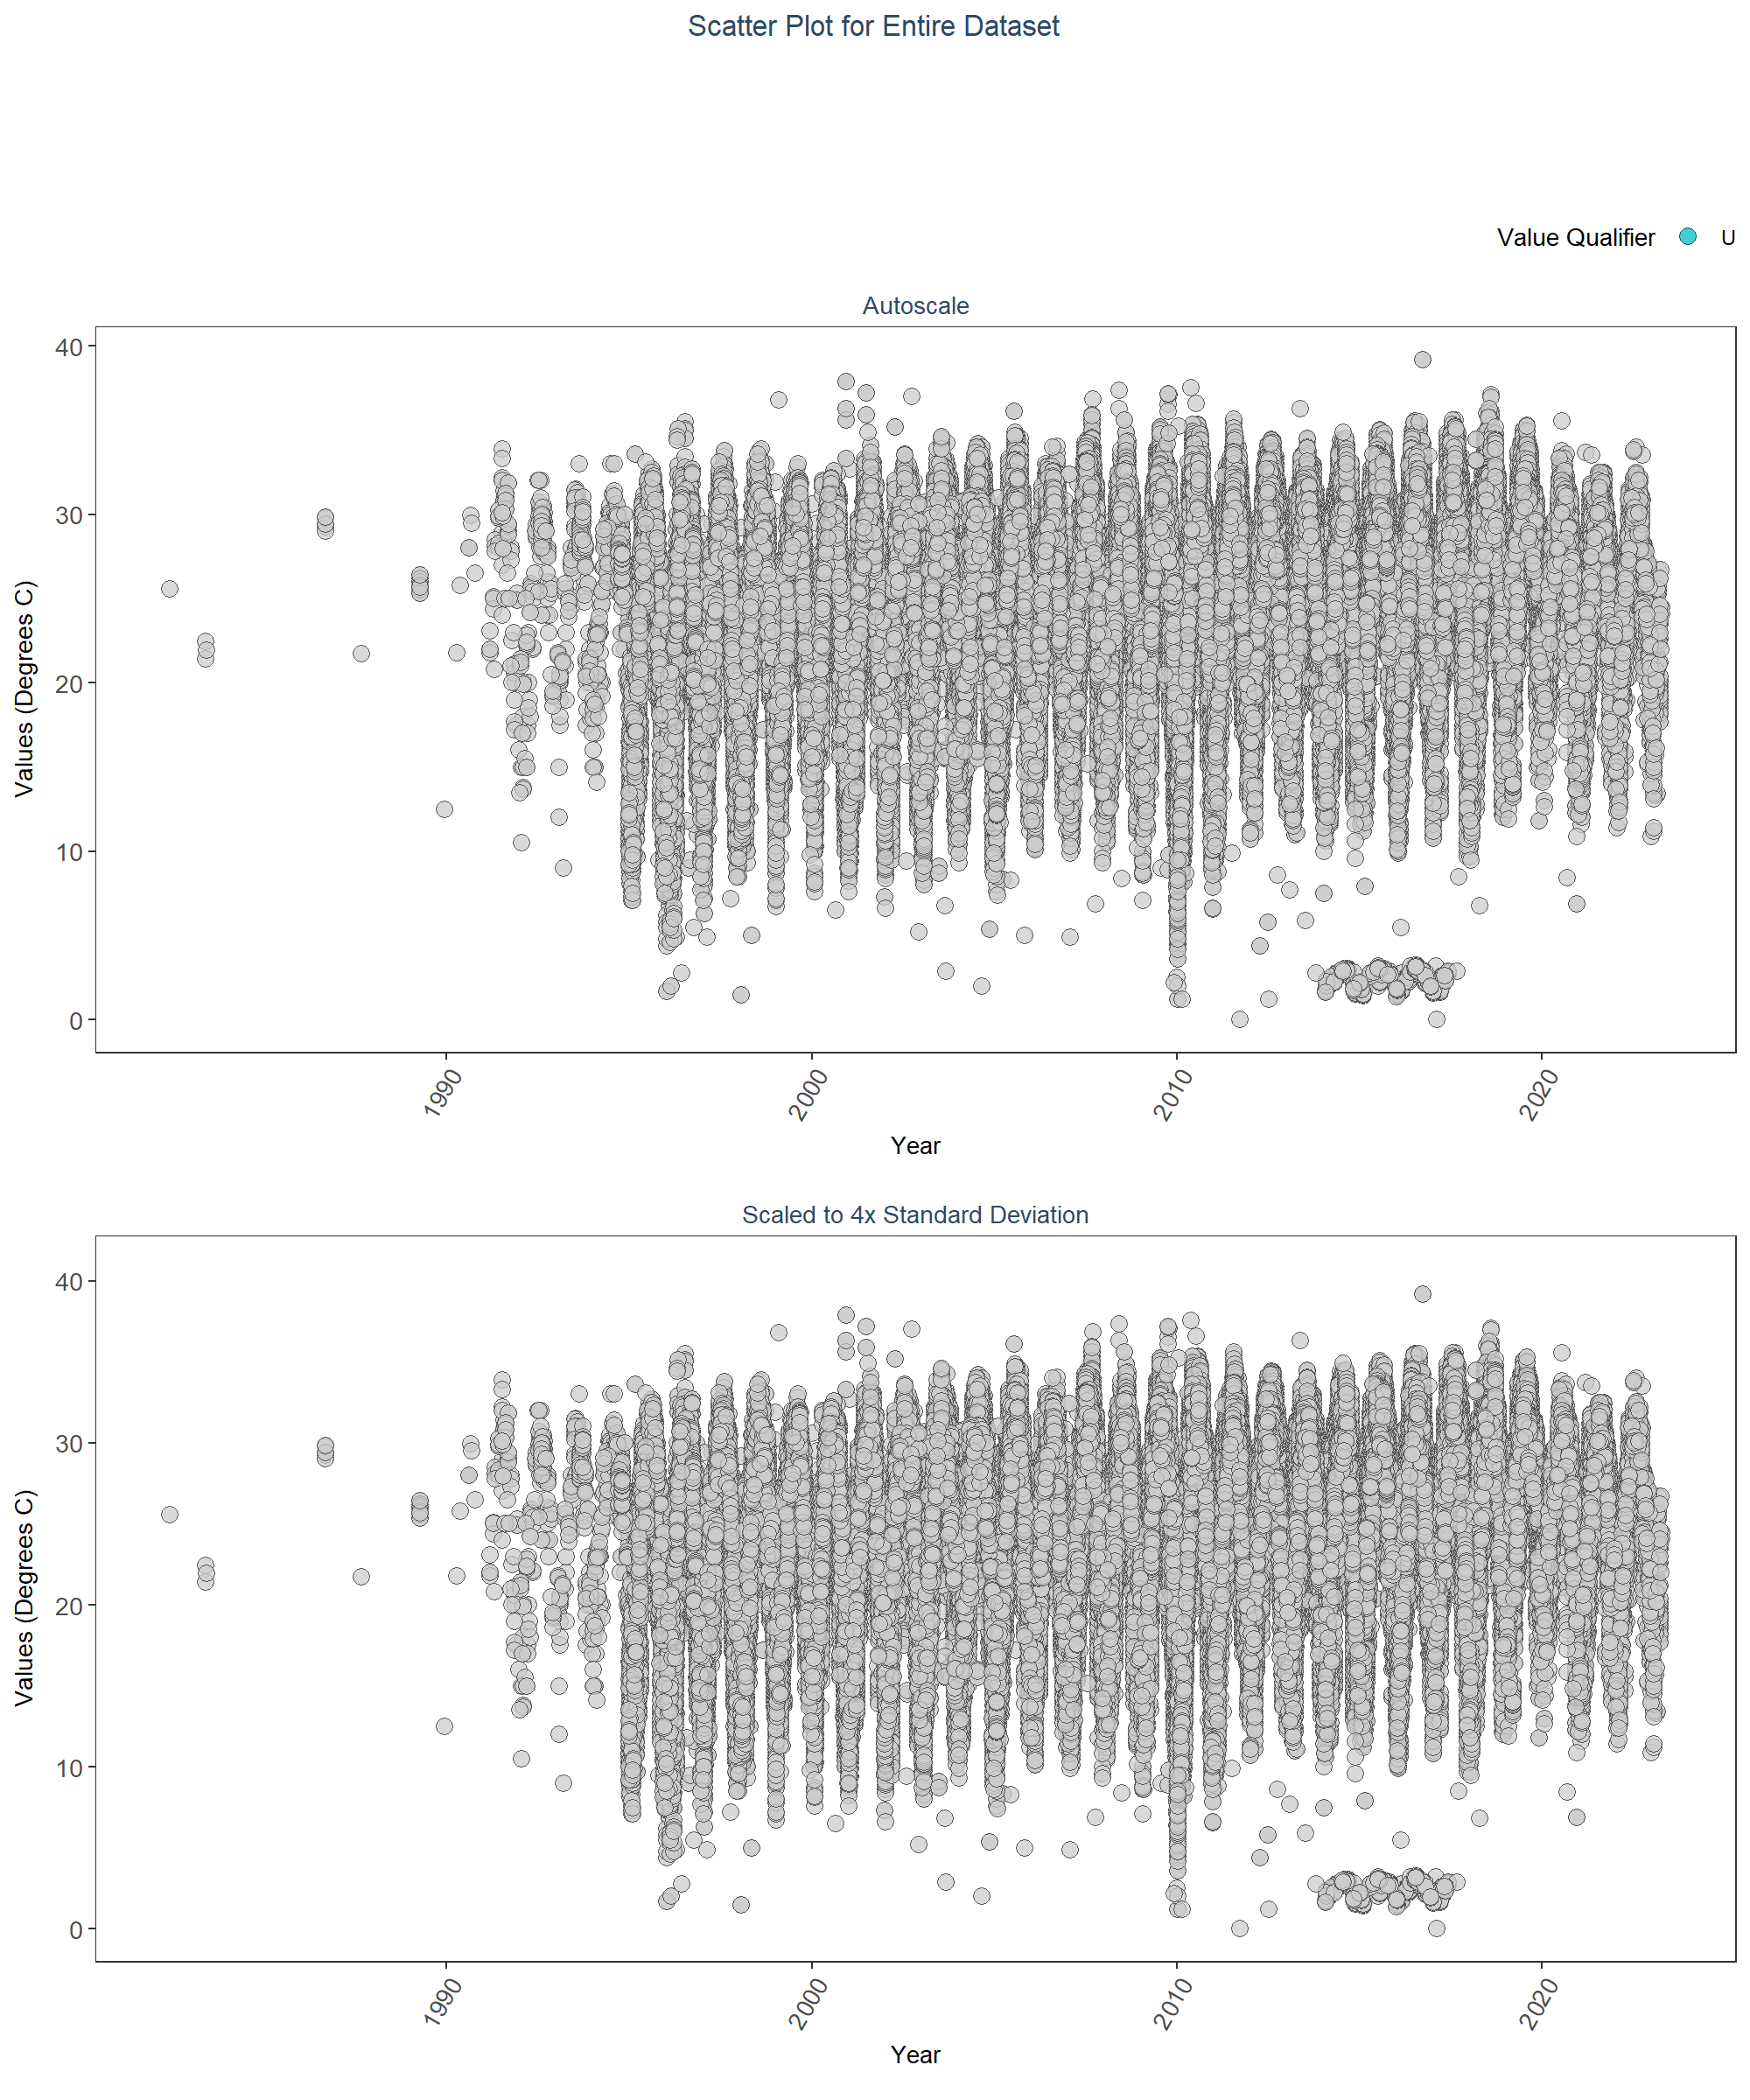 Scatter Plot for Entire Dataset
Value Qualifier U
Autoscale
40
30
20
10
0
Values (Degrees C)
1990 2000 2010 2020
Year
Scaled to 4x Standard Deviation
40
30
20
10
0
Values (Degrees C)
1990 2000 2010 2020
Year